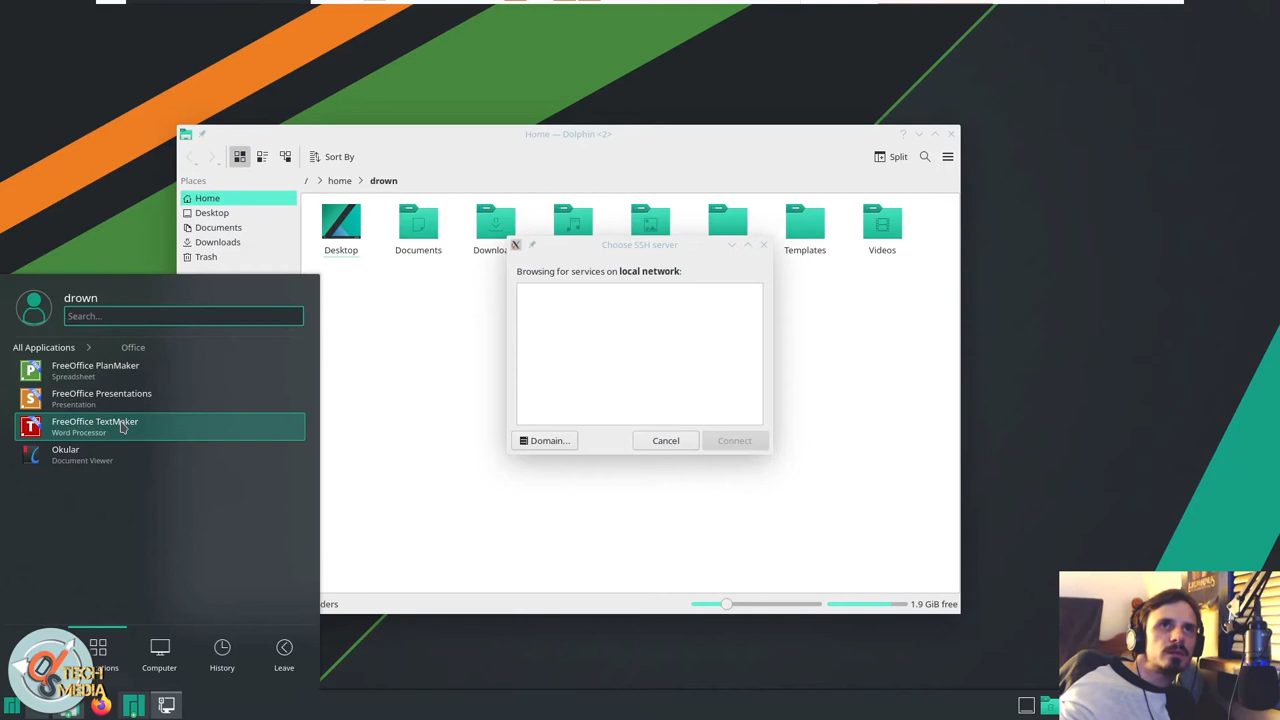 Home — Dolphin <2>
Sort By
Split
Places
/ > home > drown
Home
Desktop
Documents
Downloads
Trash
Desktop
Documents
Downloa
Templates
Videos
Choose SSH server
Browsing for services on local network:
Domain...
Cancel
Connect
drown
Search...
All Applications > Office
FreeOffice PlanMaker
Spreadsheet
FreeOffice Presentations
Presentation
FreeOffice TextMaker
Word Processor
Okular
Document Viewer
ders
1.9 GiB free
ations
Computer
History
Leave
TECH
MEDIA